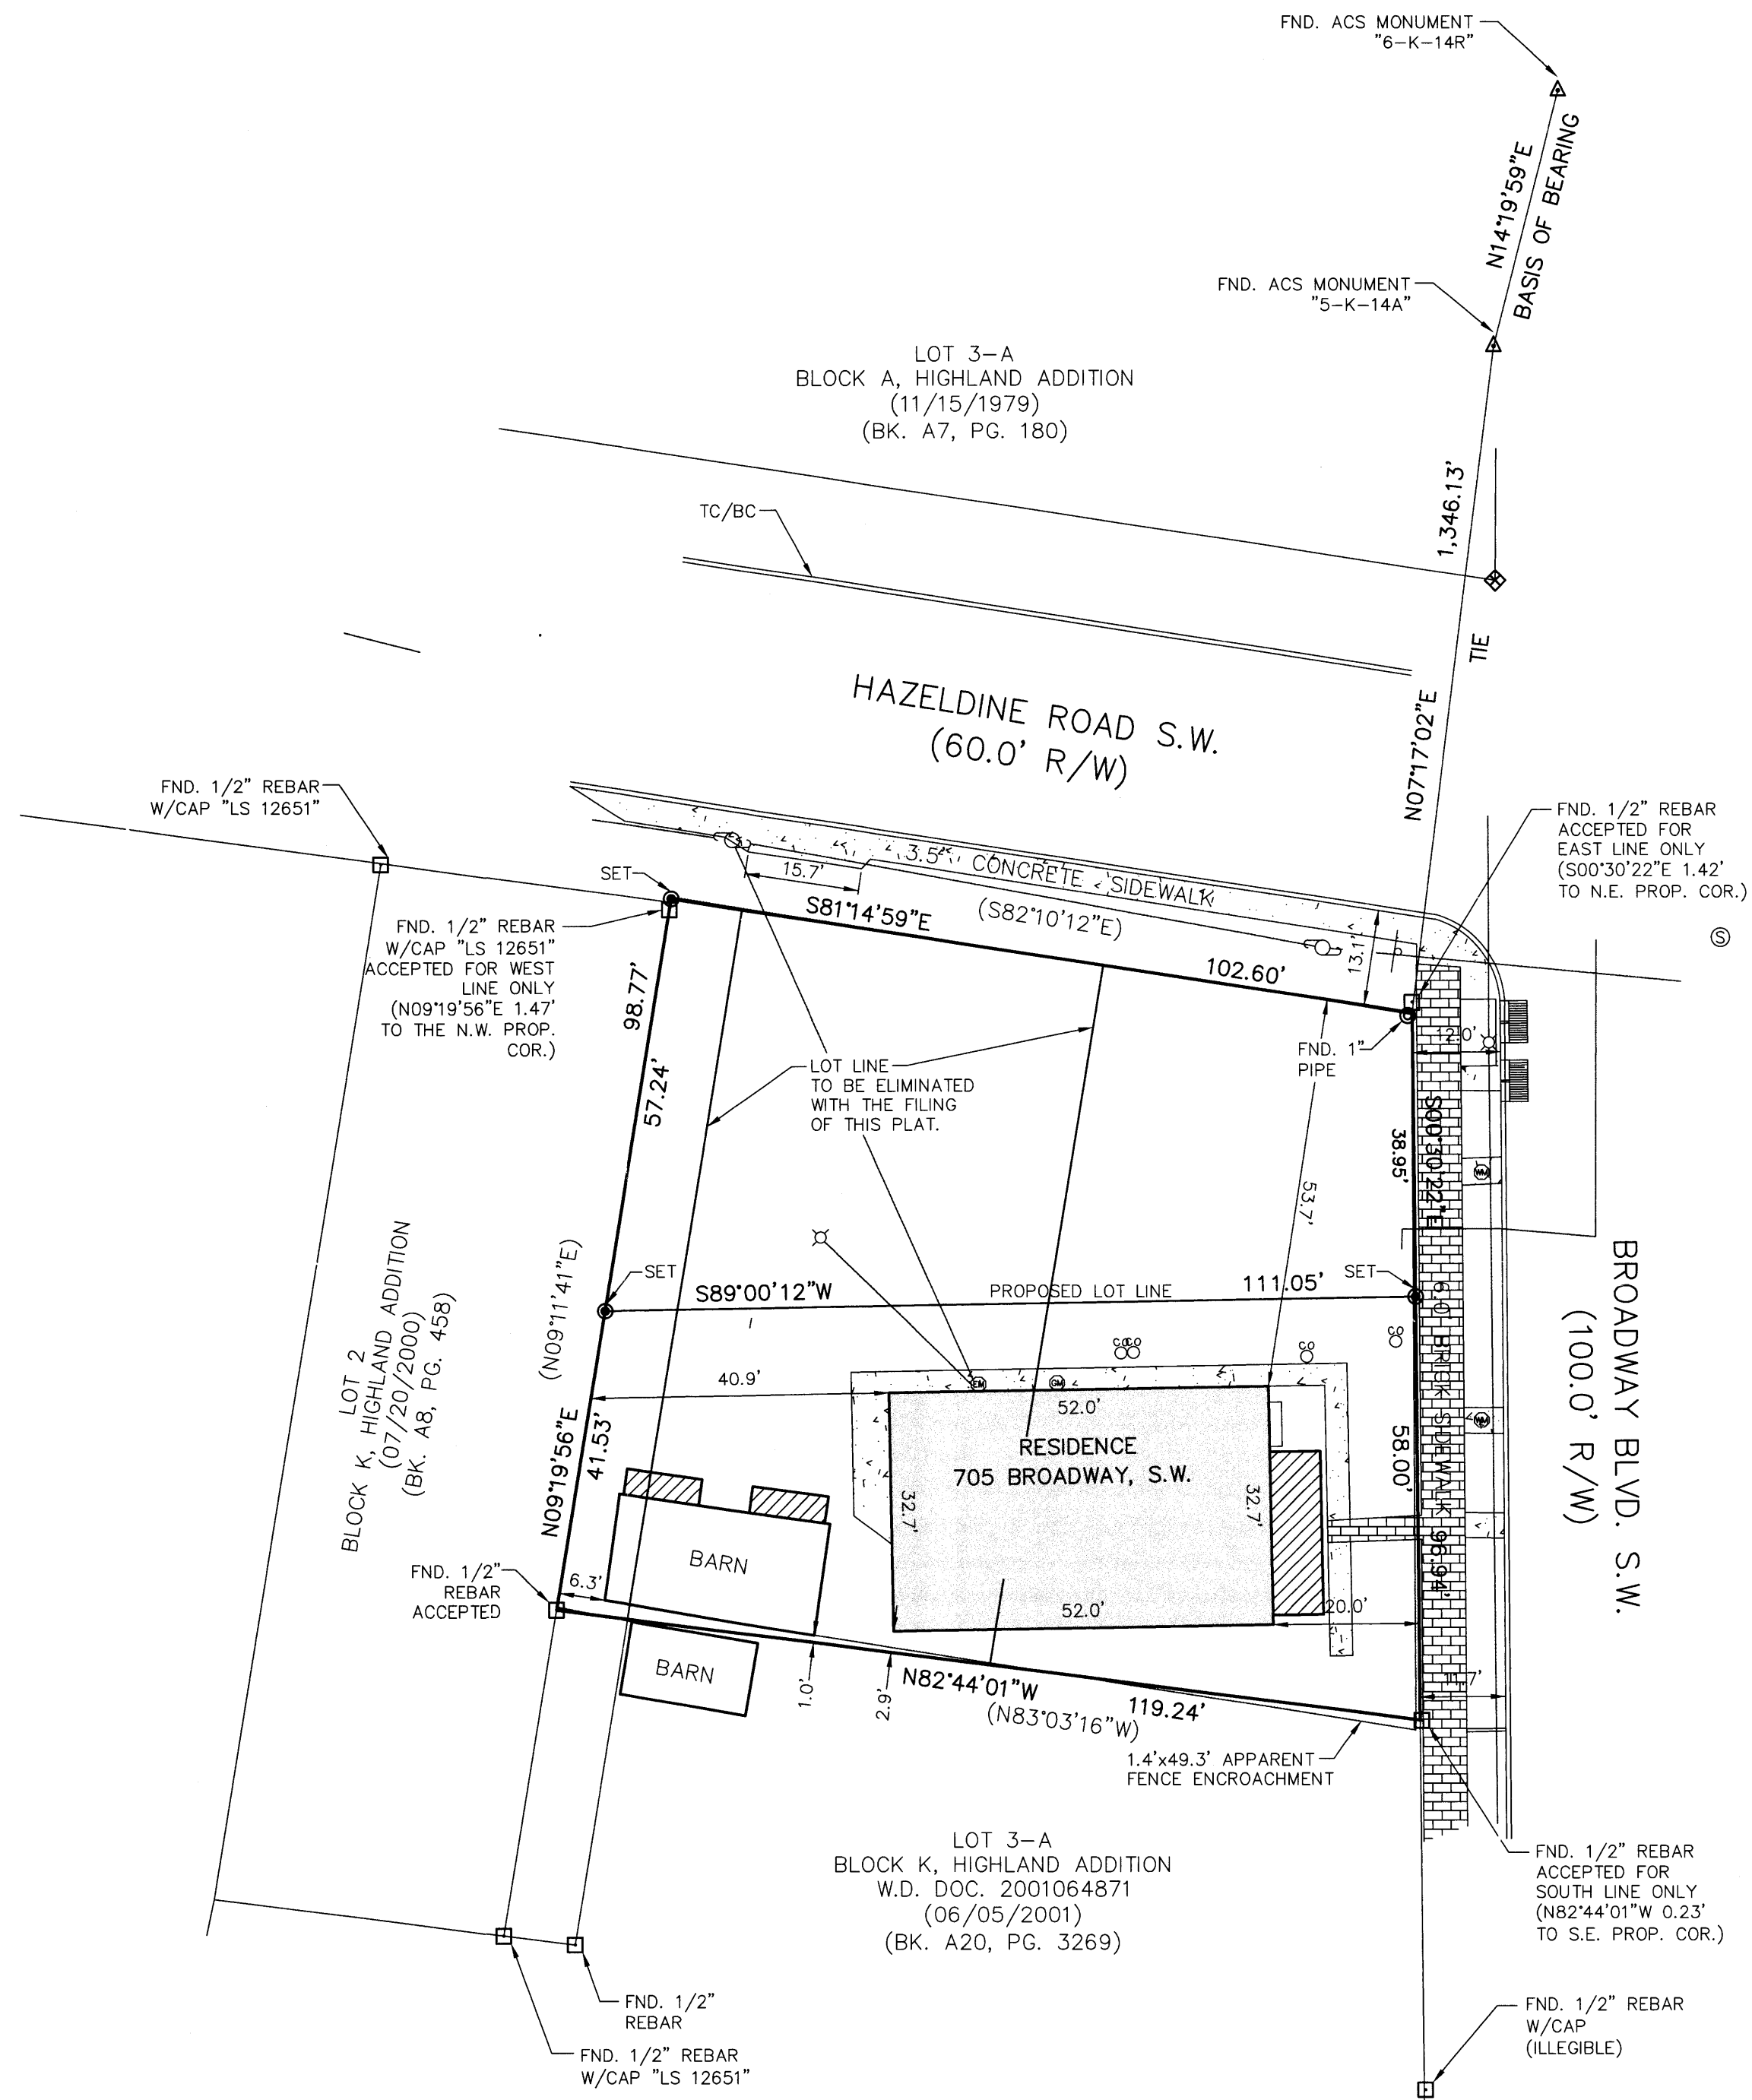 FND. ACS MONUMENT
"6-K-14R"
N14°19'59"E
BASIS OF BEARING
FND. ACS MONUMENT
"5-K-14A"
LOT 3-A
BLOCK A, HIGHLAND ADDITION
(11/15/1979)
(BK. A7, PG. 180)
1,346.13'
TC/BC
TIE
HAZELDINE ROAD S.W.
(60.0' R/W)
N07°17'02"E
FND. 1/2" REBAR
W/CAP "LS 12651"
FND. 1/2" REBAR
ACCEPTED FOR
EAST LINE ONLY
(S00°30'22"E 1.42'
TO N.E. PROP. COR.)
3.5' CONCRETE SIDEWALK
15.7'
SET
S81°14'59"E
(S82°10'12"E)
102.60'
13.1'
S
FND. 1/2" REBAR
W/CAP "LS 12651"
ACCEPTED FOR WEST
LINE ONLY
(N09°19'56"E 1.47'
TO THE N.W. PROP.
COR.)
98.77'
57.24'
FND. 1"
PIPE
12.0'
LOT LINE
TO BE ELIMINATED
WITH THE FILING
OF THIS PLAT.
38.95'
S00°30'22"E
WM
53.7'
LOT 2
BLOCK K, HIGHLAND ADDITION
(07/20/2000)
(BK. A8, PG. 458)
(N09°11'41"E)
SET
S89°00'12"W
PROPOSED LOT LINE
111.05'
SET
6.0' BRICK SIDEWALK
96.94'
BROADWAY BLVD. S.W.
(100.0' R/W)
CO
CO
CO
CO
40.9'
EM
GM
52.0'
WM
RESIDENCE
705 BROADWAY, S.W.
58.00'
32.7'
32.7'
N09°19'56"E
41.53'
BARN
FND. 1/2"
REBAR
ACCEPTED
6.3'
52.0'
20.0'
BARN
1.0'
2.9'
N82°44'01"W
119.24'
(N83°03'16"W)
11.7'
1.4'x49.3' APPARENT
FENCE ENCROACHMENT
LOT 3-A
BLOCK K, HIGHLAND ADDITION
W.D. DOC. 2001064871
(06/05/2001)
(BK. A20, PG. 3269)
FND. 1/2" REBAR
ACCEPTED FOR
SOUTH LINE ONLY
(N82°44'01"W 0.23'
TO S.E. PROP. COR.)
FND. 1/2"
REBAR
FND. 1/2" REBAR
W/CAP "LS 12651"
FND. 1/2" REBAR
W/CAP
(ILLEGIBLE)